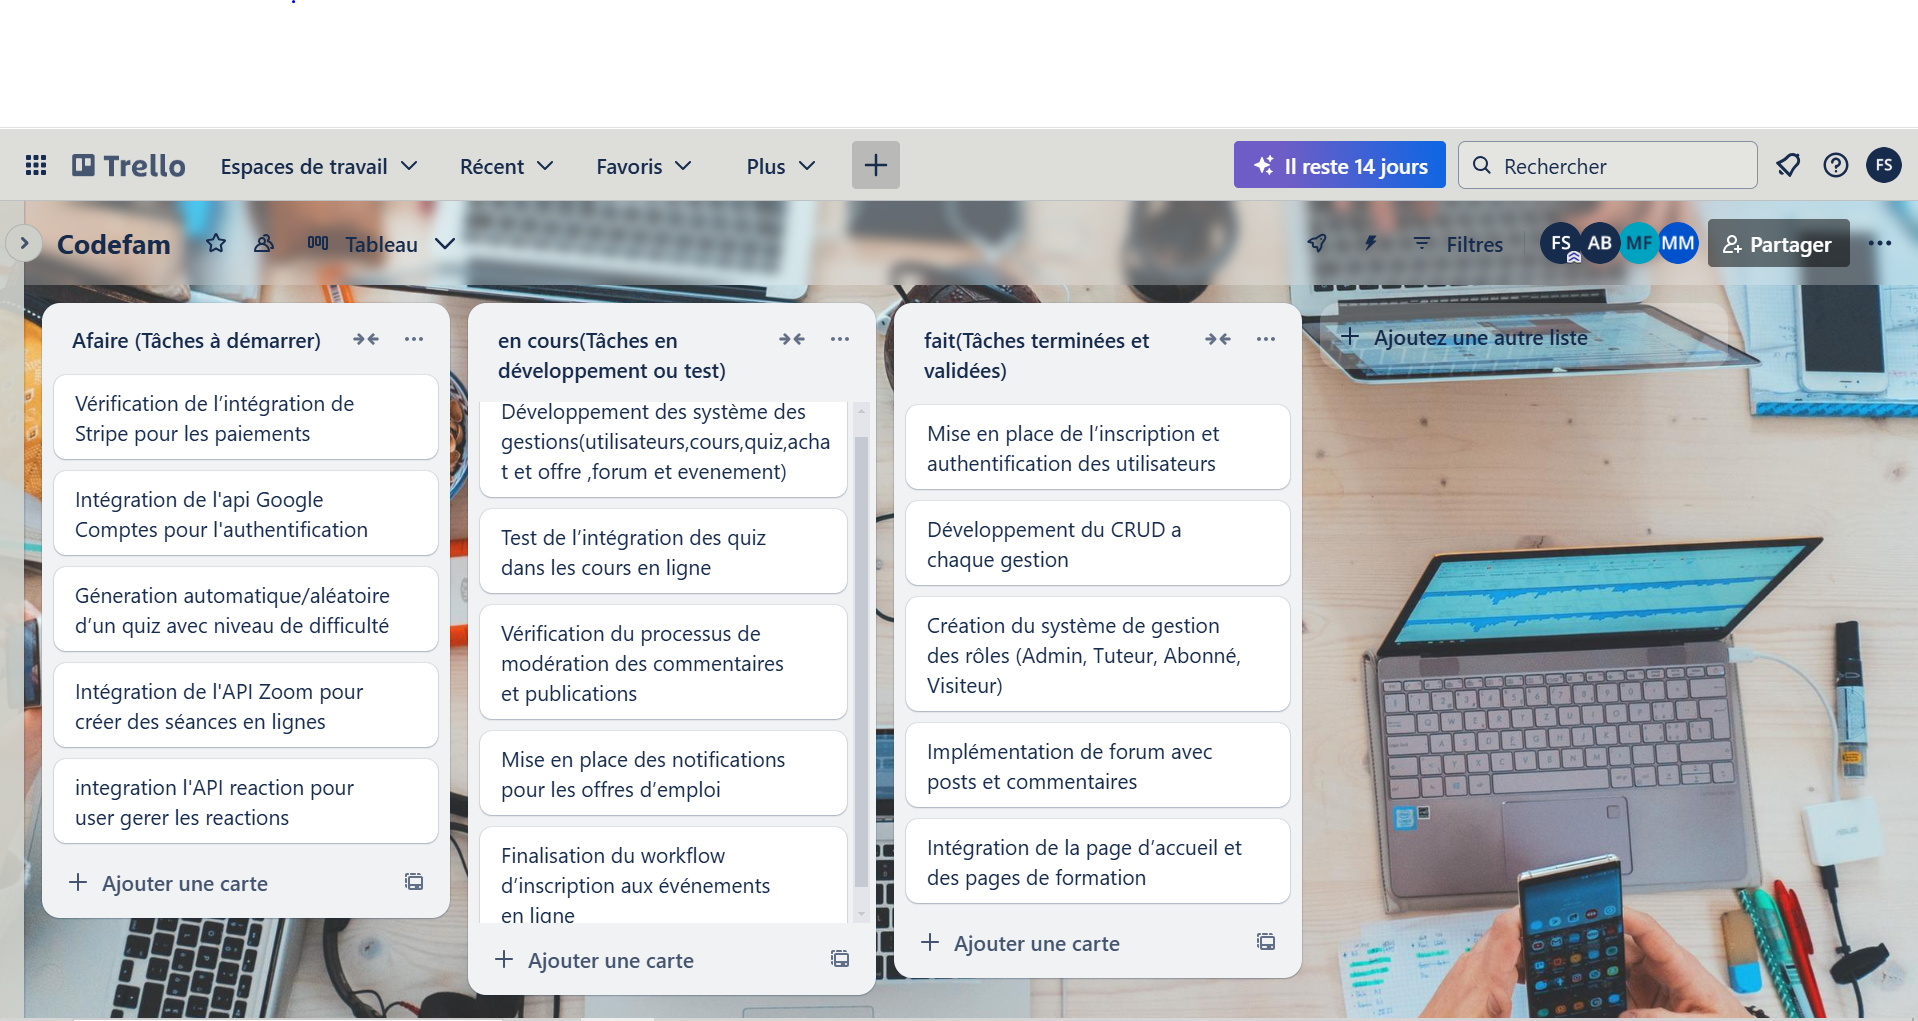 Trello
Espaces de travail
Récent
Favoris
Plus
Il reste 14 jours
Rechercher
FS
Codefam
Tableau
Filtres
FS
AB
MF
MM
Partager
Afaire (Tâches à démarrer)
Vérification de l’intégration de
Stripe pour les paiements
Intégration de l'api Google
Comptes pour l'authentification
Géneration automatique/aléatoire
d’un quiz avec niveau de difficulté
Intégration de l'API Zoom pour
créer des séances en lignes
integration l'API reaction pour
user gerer les reactions
Ajouter une carte
en cours(Tâches en
développement ou test)
Développement des système des
gestions(utilisateurs,cours,quiz,acha
t et offre ,forum et evenement)
Test de l’intégration des quiz
dans les cours en ligne
Vérification du processus de
modération des commentaires
et publications
Mise en place des notifications
pour les offres d’emploi
Finalisation du workflow
d’inscription aux événements
en ligne
Ajouter une carte
fait(Tâches terminées et
validées)
Mise en place de l’inscription et
authentification des utilisateurs
Développement du CRUD a
chaque gestion
Création du système de gestion
des rôles (Admin, Tuteur, Abonné,
Visiteur)
Implémentation de forum avec
posts et commentaires
Intégration de la page d’accueil et
des pages de formation
Ajouter une carte
Ajoutez une autre liste